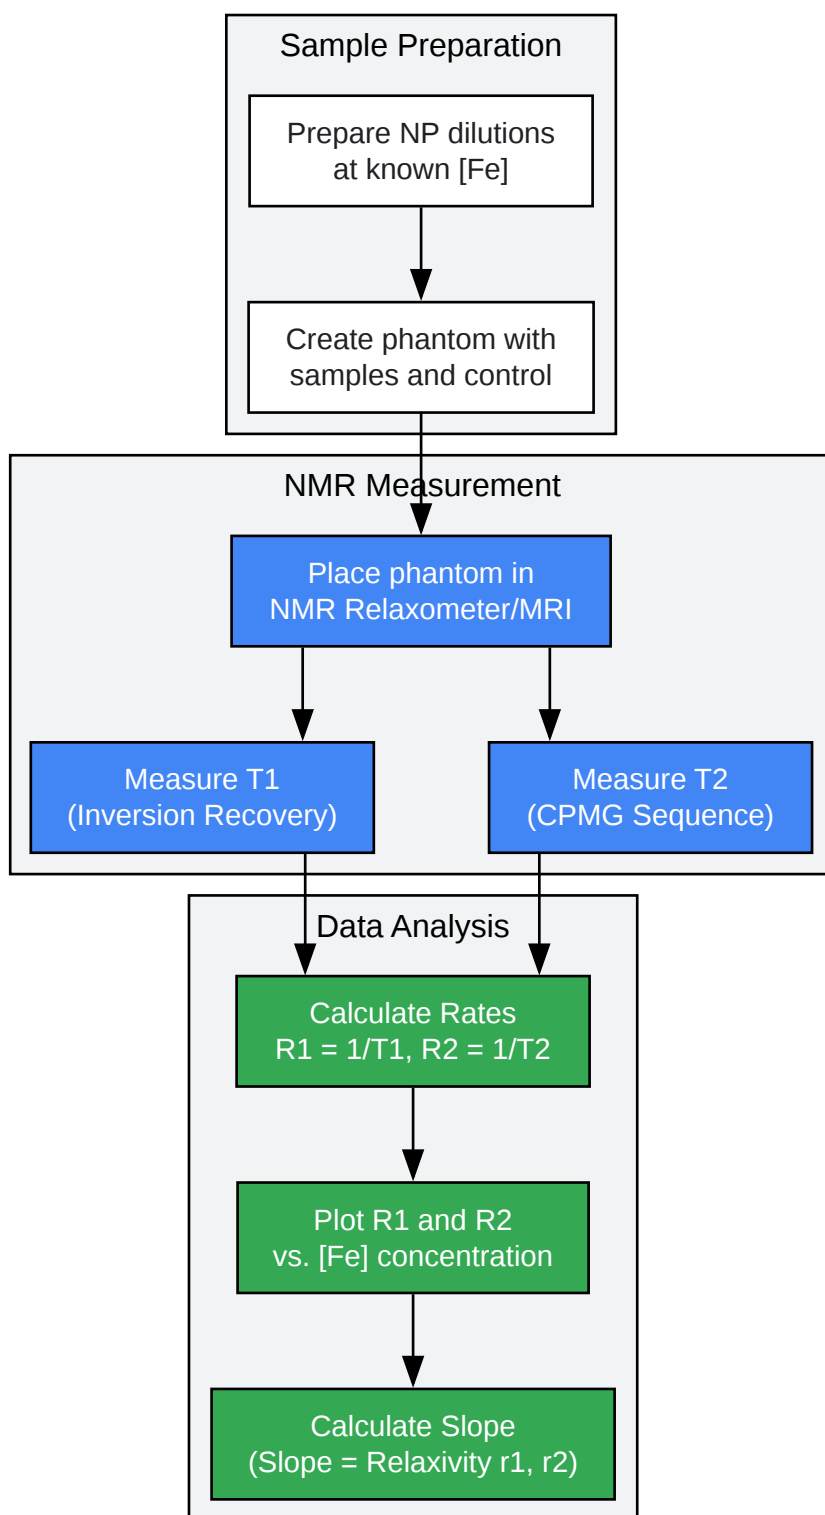 Sample Preparation
Prepare NP dilutions
at known [Fe]
Create phantom with
samples and control
NMR Measurement
Place phantom in
NMR Relaxometer/MRI
Measure T1
(Inversion Recovery)
Measure T2
(CPMG Sequence)
Data Analysis
Calculate Rates
R1 = 1/T1, R2 = 1/T2
Plot R1 and R2
vs. [Fe] concentration
Calculate Slope
(Slope = Relaxivity r1, r2)